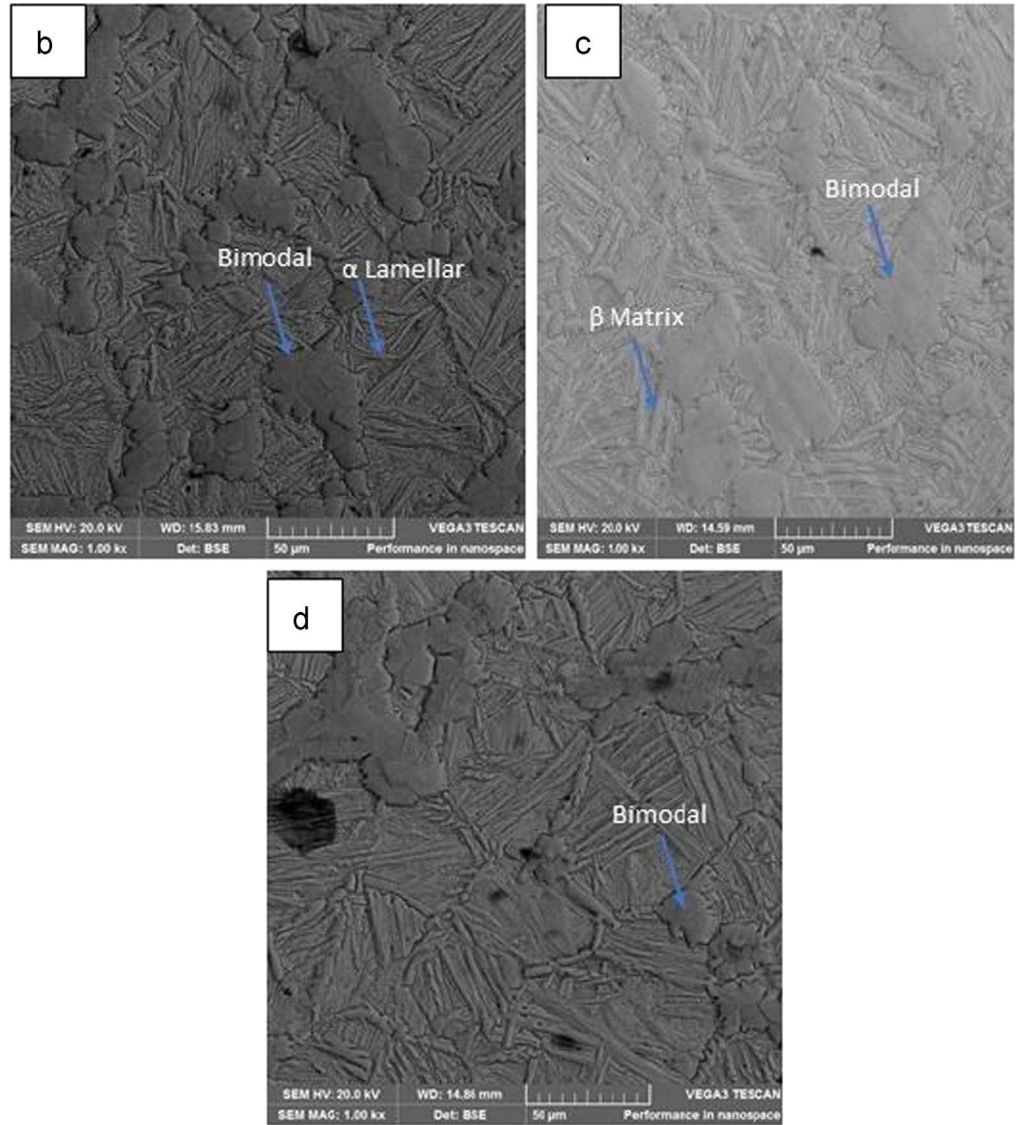 b
Bimodal
α Lamellar
SEM HV: 20.0 kV WD: 15.83 mm VEGA3 TESCAN
SEM MAG: 1.00 kx Det: BSE 50 µm Performance in nanospace
c
Bimodal
β Matrix
SEM HV: 20.0 kV WD: 14.59 mm VEGA3 TESCAN
SEM MAG: 1.00 kx Det: BSE 50 µm Performance in nanospace
d
Bimodal
SEM HV: 20.0 kV WD: 14.86 mm VEGA3 TESCAN
SEM MAG: 1.00 kx Det: BSE 50 µm Performance in nanospace